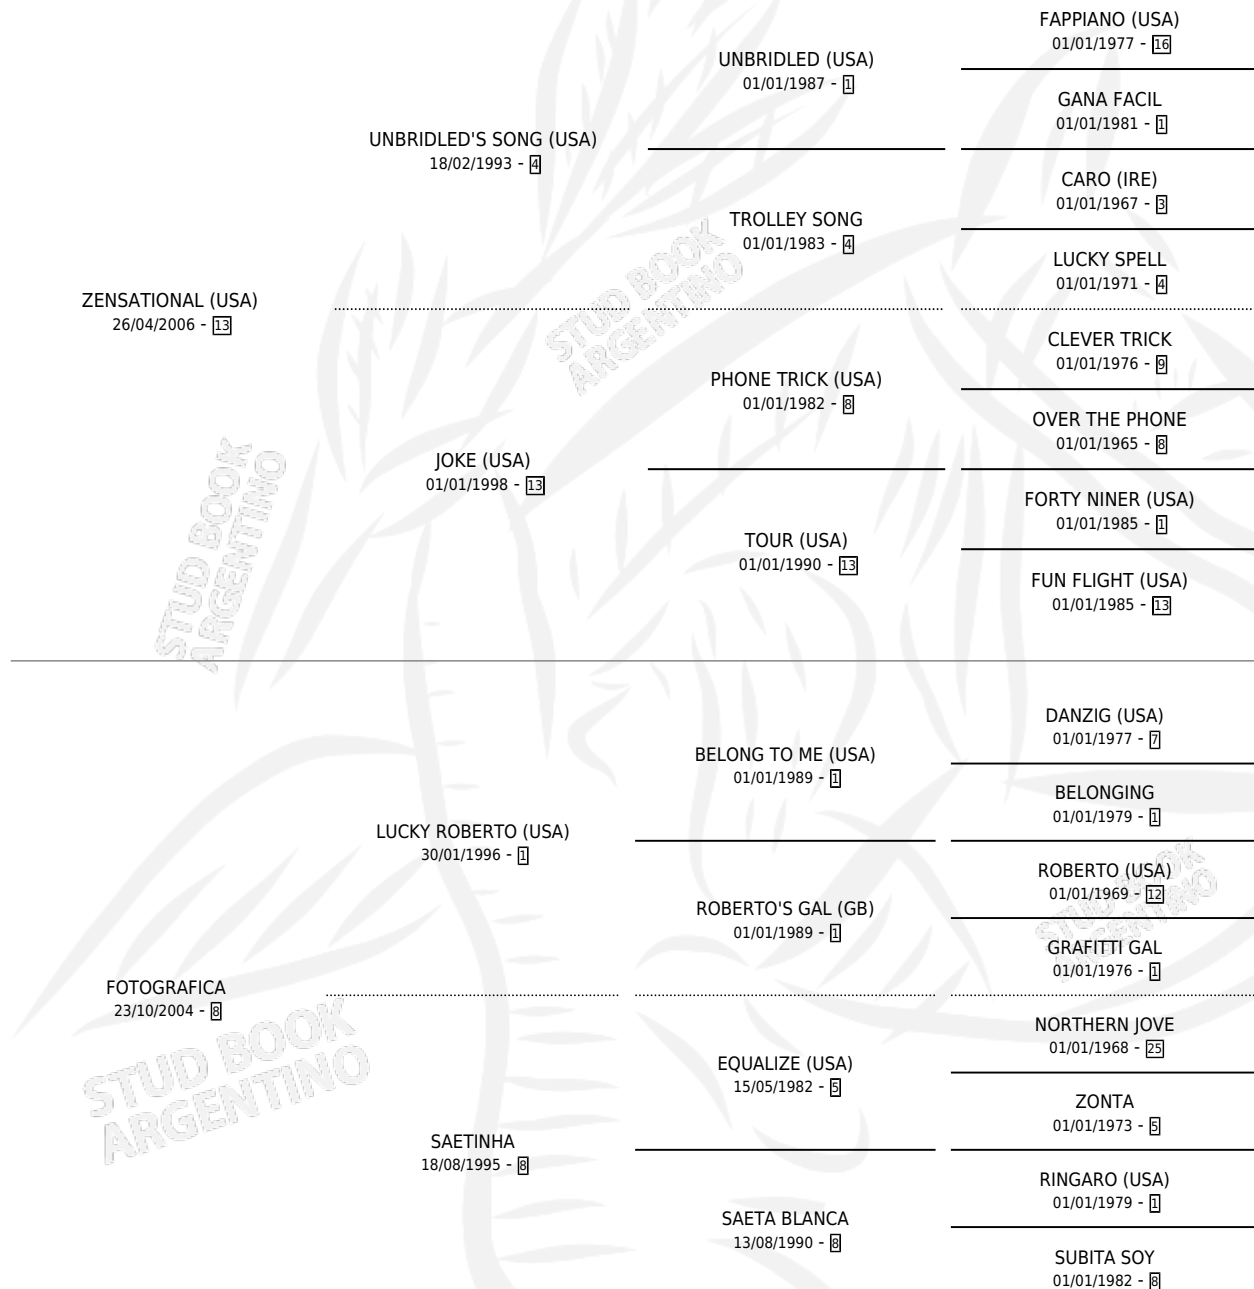 FAPPIANO (USA)
01/01/1977 - 16
UNBRIDLED (USA)
01/01/1987 - 1
GANA FACIL
01/01/1981 - 1
UNBRIDLED'S SONG (USA)
18/02/1993 - 4
CARO (IRE)
01/01/1967 - 3
TROLLEY SONG
01/01/1983 - 4
LUCKY SPELL
01/01/1971 - 4
ZENSATIONAL (USA)
26/04/2006 - 13
STUD BOOK
ARGENTINO
CLEVER TRICK
01/01/1976 - 9
PHONE TRICK (USA)
01/01/1982 - 8
OVER THE PHONE
01/01/1965 - 8
JOKE (USA)
01/01/1998 - 13
FORTY NINER (USA)
01/01/1985 - 1
TOUR (USA)
01/01/1990 - 13
FUN FLIGHT (USA)
01/01/1985 - 13
STUD BOOK
ARGENTINO
DANZIG (USA)
01/01/1977 - 7
BELONG TO ME (USA)
01/01/1989 - 1
BELONGING
01/01/1979 - 1
LUCKY ROBERTO (USA)
30/01/1996 - 1
ROBERTO (USA)
01/01/1969 - 12
ROBERTO'S GAL (GB)
01/01/1989 - 1
STUD BOOK
ARGENTINO
GRAFITTI GAL
01/01/1976 - 1
FOTOGRAFICA
23/10/2004 - 8
STUD BOOK
ARGENTINO
NORTHERN JOVE
01/01/1968 - 25
EQUALIZE (USA)
15/05/1982 - 5
ZONTA
01/01/1973 - 5
SAETINHA
18/08/1995 - 8
RINGARO (USA)
01/01/1979 - 1
SAETA BLANCA
13/08/1990 - 8
SUBITA SOY
01/01/1982 - 8